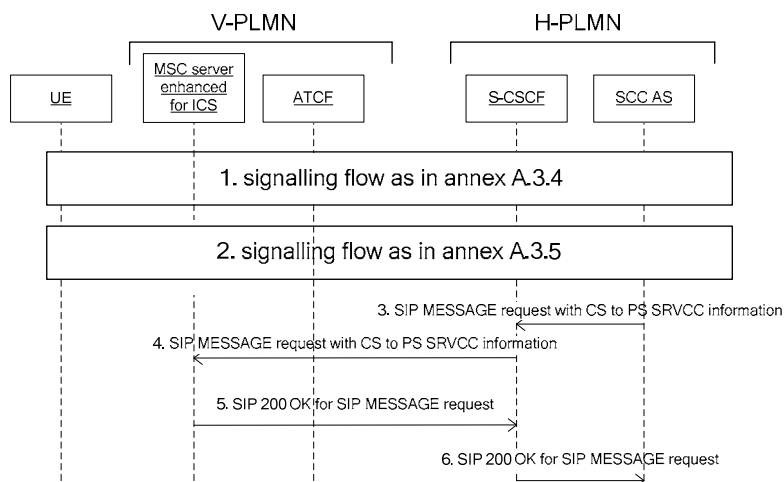 V-PLMN
H-PLMN
UE
MSC server
enhanced
for ICS
ATCF
S-CSCF
SCC AS
1. signalling flow as in annex A.3.4
2. signalling flow as in annex A.3.5
3. SIP MESSAGE request with CS to PS SRVCC information
4. SIP MESSAGE request with CS to PS SRVCC information
5. SIP 200 OK for SIP MESSAGE request
6. SIP 200 OK for SIP MESSAGE request